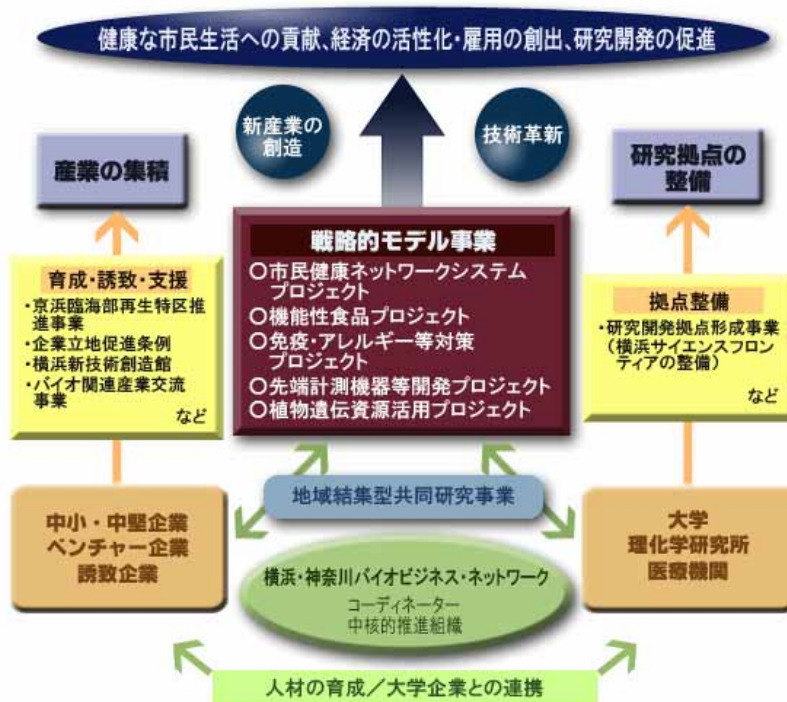 健康な市民生活への貢献、経済の活性化・雇用の創出、研究開発の促進
新産業の
創造
技術革新
産業の集積
研究拠点の
整備
戦略的モデル事業
○市民健康ネットワークシステム
プロジェクト
○機能性食品プロジェクト
○免疫・アレルギー等対策
プロジェクト
○先端計測機器等開発プロジェクト
○植物遺伝資源活用プロジェクト
育成・誘致・支援
・京浜臨海部再生特区推
進事業
・企業立地促進条例
・横浜新技術創造館
・バイオ関連産業交流
事業
など
拠点整備
・研究開発拠点形成事業
(横浜サイエンスフロン
ティアの整備)
など
地域結集型共同研究事業
中小・中堅企業
ベンチャー企業
誘致企業
大学
理化学研究所
医療機関
横浜・神奈川バイオビジネス・ネットワーク
コーディネーター
中核的推進組織
人材の育成/大学企業との連携